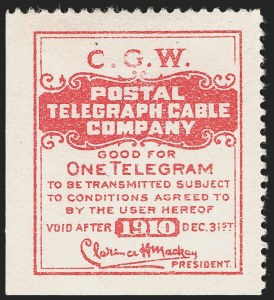 C. G. W.
POSTAL
TELEGRAPH CABLE
COMPANY
GOOD FOR
ONE TELEGRAM
TO BE TRANSMITTED SUBJECT
TO CONDITIONS AGREED TO
BY THE USER HEREOF
VOID AFTER 1910 DEC. 31ST
Clarence H Mackay
PRESIDENT.